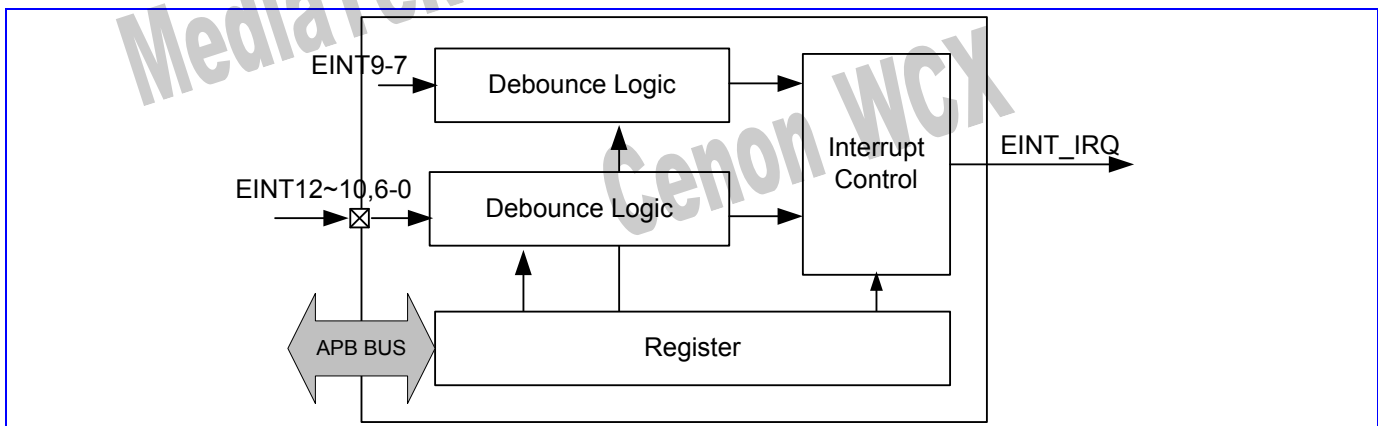 MediaTek
EINT9-7
Debounce Logic
Interrupt
Control
EINT_IRQ
Cenon WCX
EINT12~10,6-0
Debounce Logic
APB BUS
Register